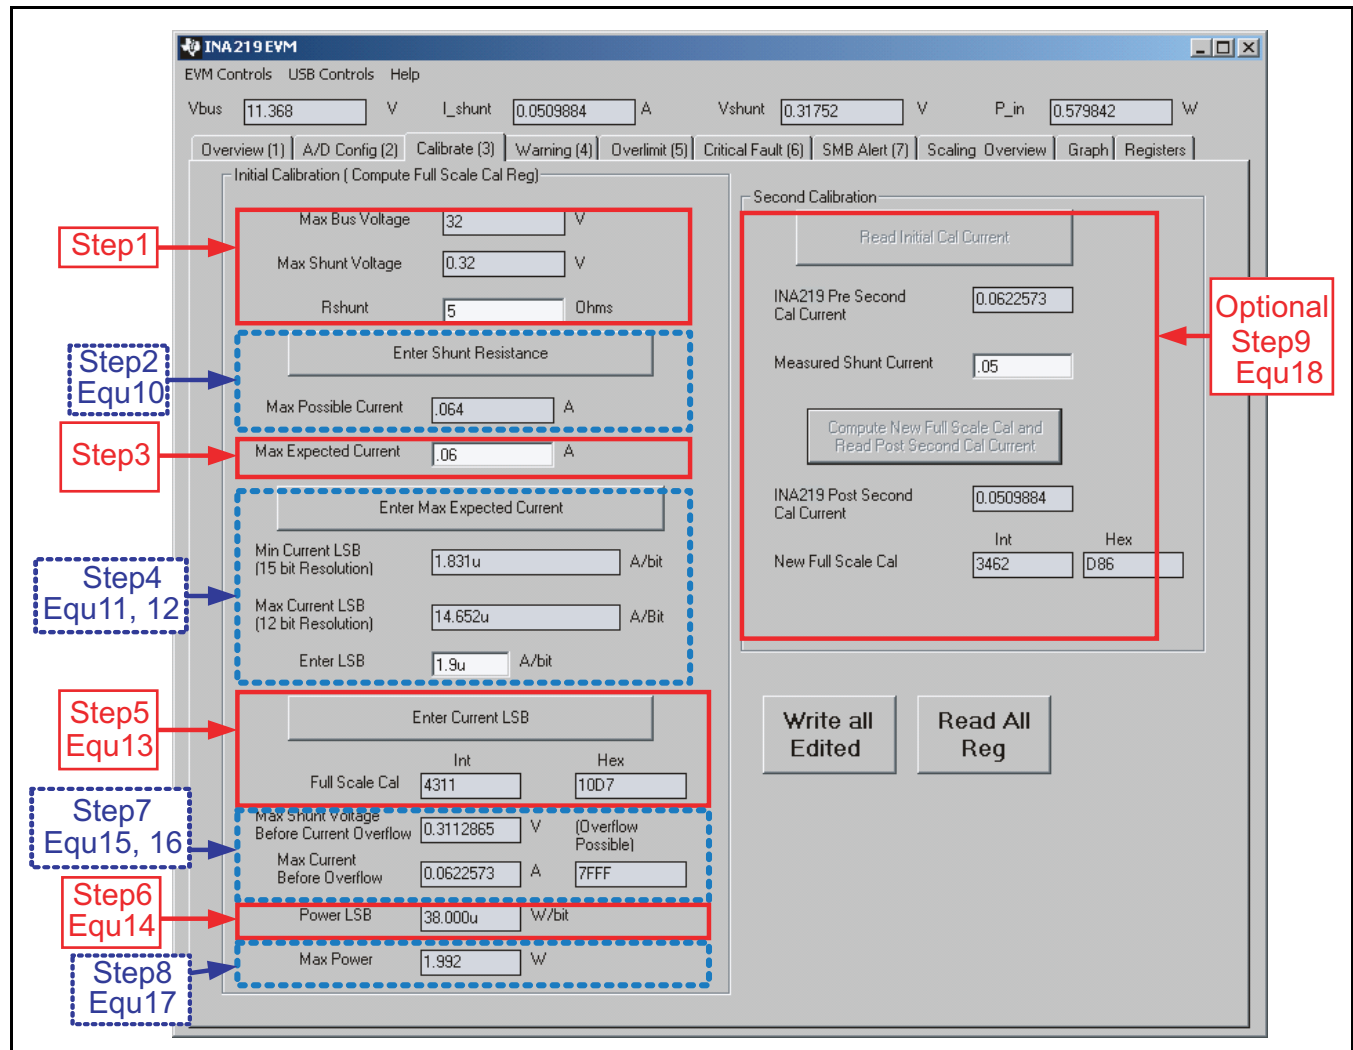 INA219EVM
EVM Controls USB Controls Help
Vbus 11.368 V I_shunt 0.0509884 A Vshunt 0.31752 V P_in 0.579842 W
Overview (1) A/D Config (2) Calibrate (3) Warning (4) Overlimit (5) Critical Fault (6) SMB Alert (7) Scaling Overview Graph Registers
Initial Calibration ( Compute Full Scale Cal Reg)
Step1
Max Bus Voltage 32 V
Max Shunt Voltage 0.32 V
Rshunt 5 Ohms
Step2
Equ10
Enter Shunt Resistance
Max Possible Current .064 A
Step3
Max Expected Current .06 A
Step4
Equ11, 12
Enter Max Expected Current
Min Current LSB
(15 bit Resolution) 1.831u A/bit
Max Current LSB
(12 bit Resolution) 14.652u A/Bit
Enter LSB 1.9u A/bit
Step5
Equ13
Enter Current LSB
Int Hex
Full Scale Cal 4311 10D7
Step7
Equ15, 16
Max Shunt Voltage
Before Current Overflow 0.3112865 V (Overflow
Possible)
Max Current
Before Overflow 0.0622573 A 7FFF
Step6
Equ14
Power LSB 38.000u W/bit
Step8
Equ17
Max Power 1.992 W
Second Calibration
Read Initial Cal Current
INA219 Pre Second
Cal Current 0.0622573
Measured Shunt Current .05
Compute New Full Scale Cal and
Read Post Second Cal Current
INA219 Post Second
Cal Current 0.0509884
Int Hex
New Full Scale Cal 3462 D86
Optional
Step9
Equ18
Write all
Edited
Read All
Reg